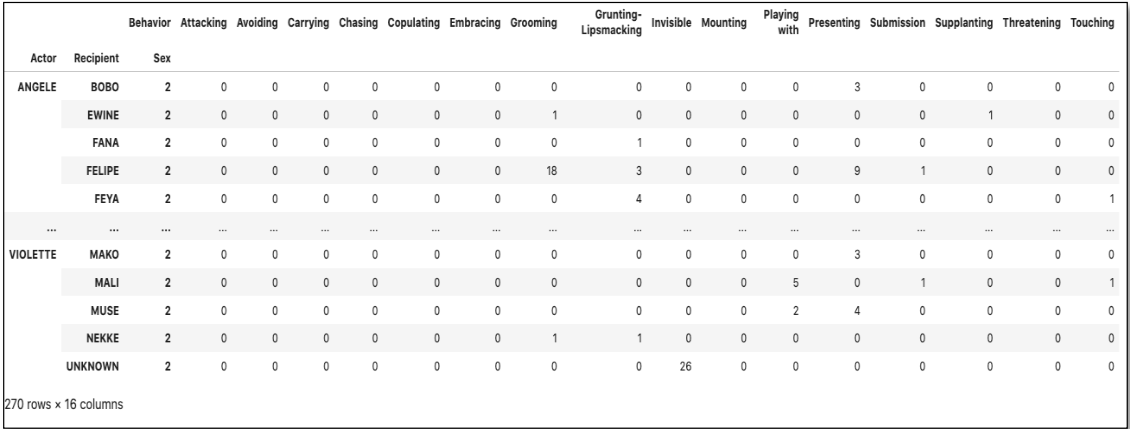 Behavior Attacking Avoiding Carrying Chasing Copulating Embracing Grooming Grunting-Lipsmacking Invisible Mounting Playing with Presenting Submission Supplanting Threatening Touching
Actor Recipient Sex
ANGELE BOBO 2 0 0 0 0 0 0 0 0 0 0 0 3 0 0 0 0
EWINE 2 0 0 0 0 0 0 1 0 0 0 0 0 0 1 0 0
FANA 2 0 0 0 0 0 0 0 1 0 0 0 0 0 0 0 0
FELIPE 2 0 0 0 0 0 0 18 3 0 0 0 9 1 0 0 0
FEYA 2 0 0 0 0 0 0 0 4 0 0 0 0 0 0 0 1
... ... ... ... ... ... ... ... ... ... ... ... ... ... ... ... ... ... ...
VIOLETTE MAKO 2 0 0 0 0 0 0 0 0 0 0 0 3 0 0 0 0
MALI 2 0 0 0 0 0 0 0 0 0 0 5 0 1 0 0 1
MUSE 2 0 0 0 0 0 0 0 0 0 0 2 4 0 0 0 0
NEKKE 2 0 0 0 0 0 0 1 1 0 0 0 0 0 0 0 0
UNKNOWN 2 0 0 0 0 0 0 0 0 26 0 0 0 0 0 0 0
270 rows × 16 columns